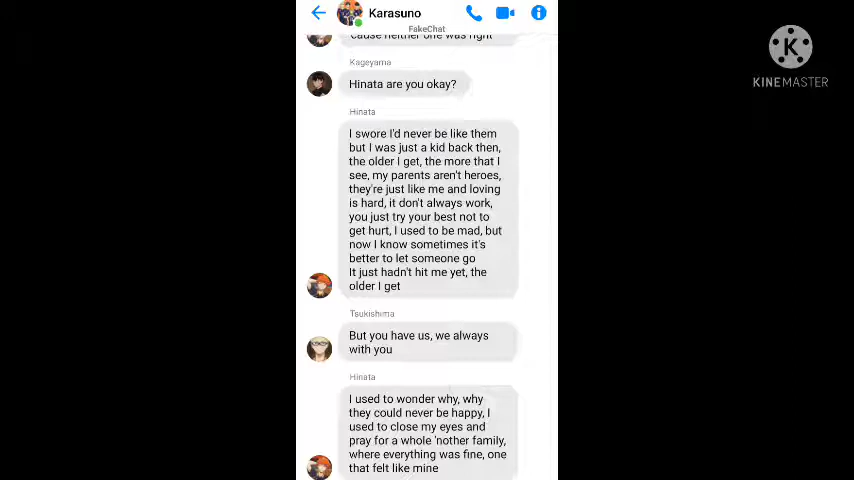 Karasuno
FakeChat
Cause neither one was right
Kageyama
Hinata are you okay?
Hinata
I swore I'd never be like them
but I was just a kid back then,
the older I get, the more that I
see, my parents aren't heroes,
they're just like me and loving
is hard, it don't always work,
you just try your best not to
get hurt, I used to be mad, but
now I know sometimes it's
better to let someone go
It just hadn't hit me yet, the
older I get
Tsukishima
But you have us, we always
with you
Hinata
I used to wonder why, why
they could never be happy, I
used to close my eyes and
pray for a whole 'nother family,
where everything was fine, one
that felt like mine
K
KINEMASTER